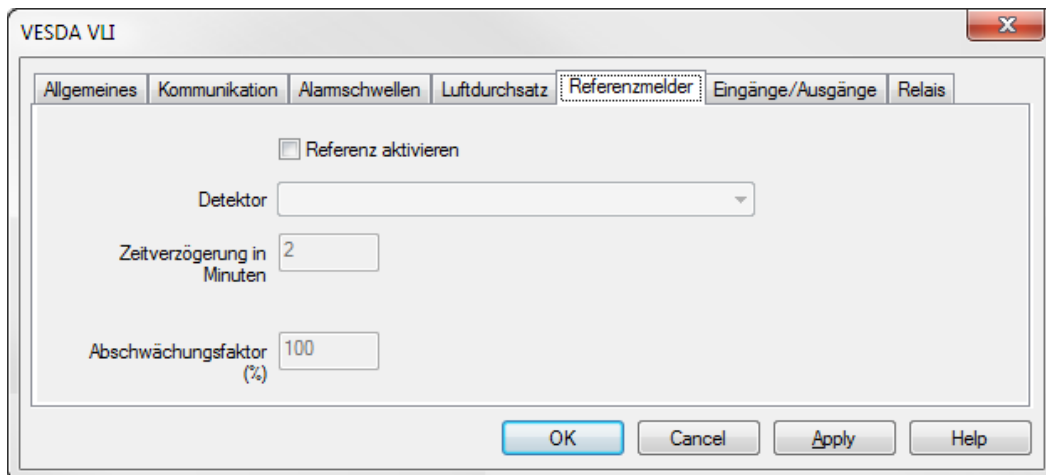 VESDA VLI
Allgemeines Kommunikation Alarmschwellen Luftdurchsatz Referenzmelder Eingänge/Ausgänge Relais
Referenz aktivieren
Detektor
Zeitverzögerung in 2
Minuten
Abschwächungsfaktor 100
(%)
OK Cancel Apply Help